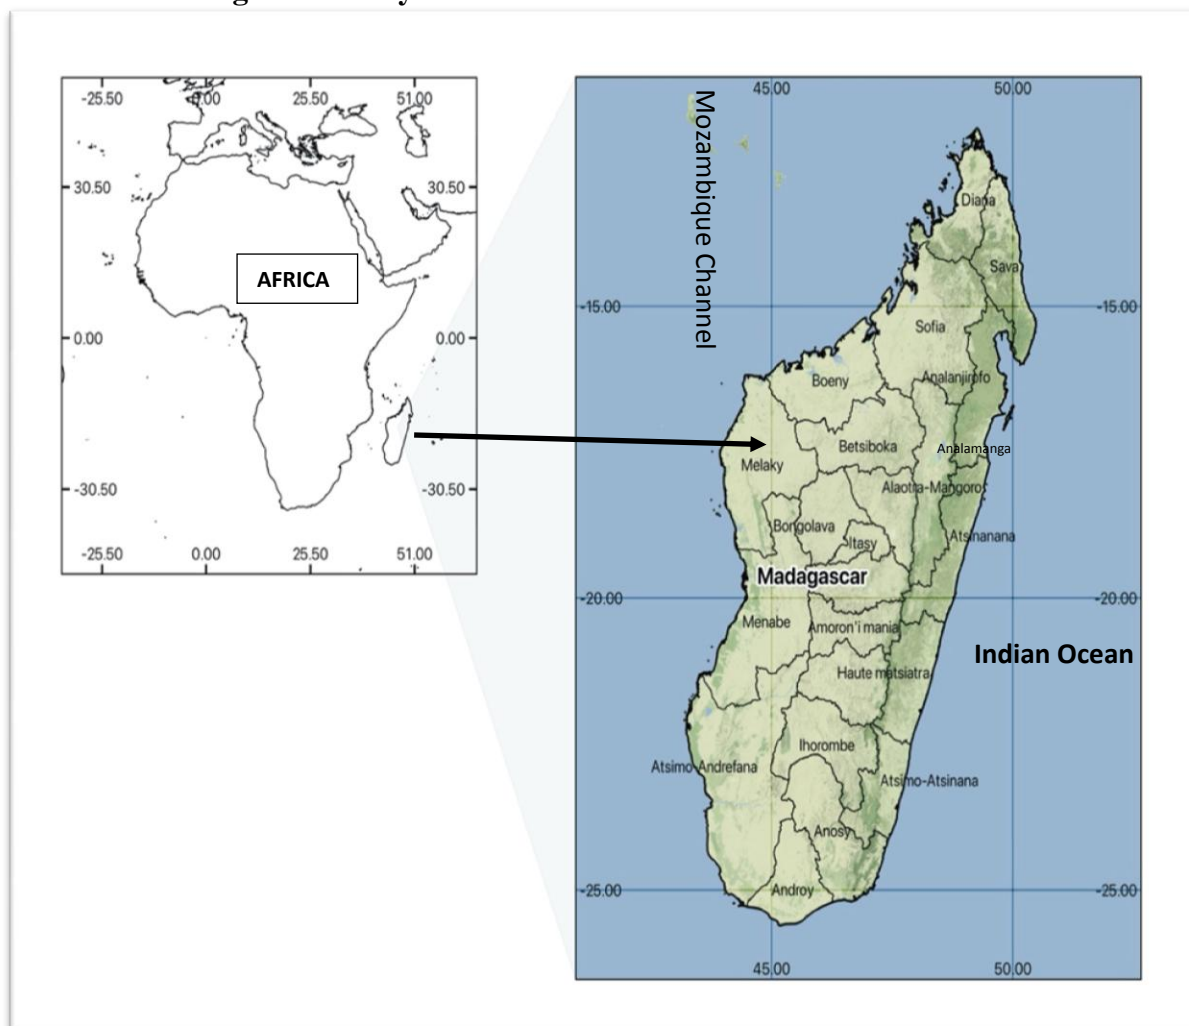 -25.50 0.00 25.50 51.00
30.50 30.50
AFRICA
0.00 0.00
-30.50 -30.50
-25.50 0.00 25.50 51.00
45.00 50.00
Mozambique Channel
Diana
Sava
-15.00 -15.00
Sofia
Boeny
Analanjirofo
Betsiboka
Analamanga
Melaky
Alaotra-Mangoro
Bongolava
Itasy
Atsinanana
Madagascar
-20.00 -20.00
Menabe
Amoron'i mania
Indian Ocean
Haute matsiatra
Ihorombe
Atsimo-Andrefana
Atsimo-Atsinana
Anosy
Androy
-25.00 -25.00
45.00 50.00